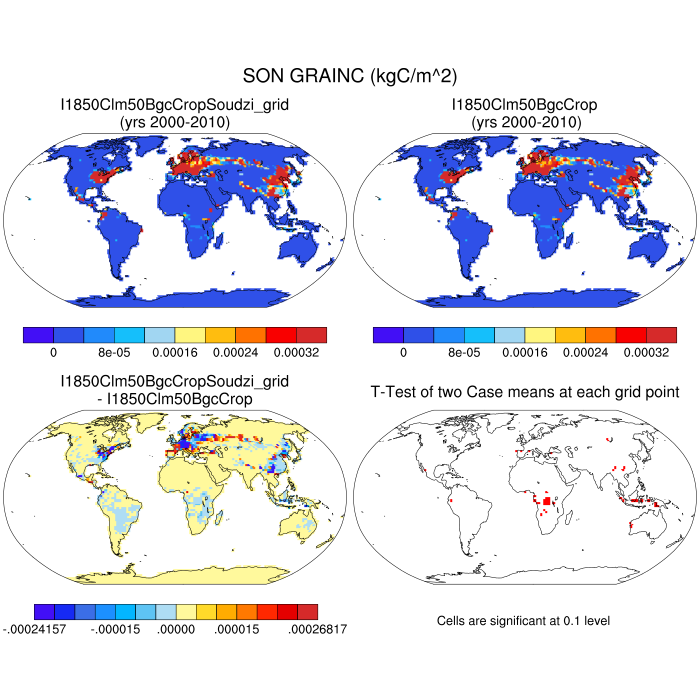 SON GRAINC (kgC/m^2)
I1850Clm50BgcCropSoudzi_grid
(yrs 2000-2010)
I1850Clm50BgcCrop
(yrs 2000-2010)
0 8e-05 0.00016 0.00024 0.00032
0 8e-05 0.00016 0.00024 0.00032
I1850Clm50BgcCropSoudzi_grid
- I1850Clm50BgcCrop
T-Test of two Case means at each grid point
-.00024157 -.000015 .00000 .000015 .00026817
Cells are significant at 0.1 level